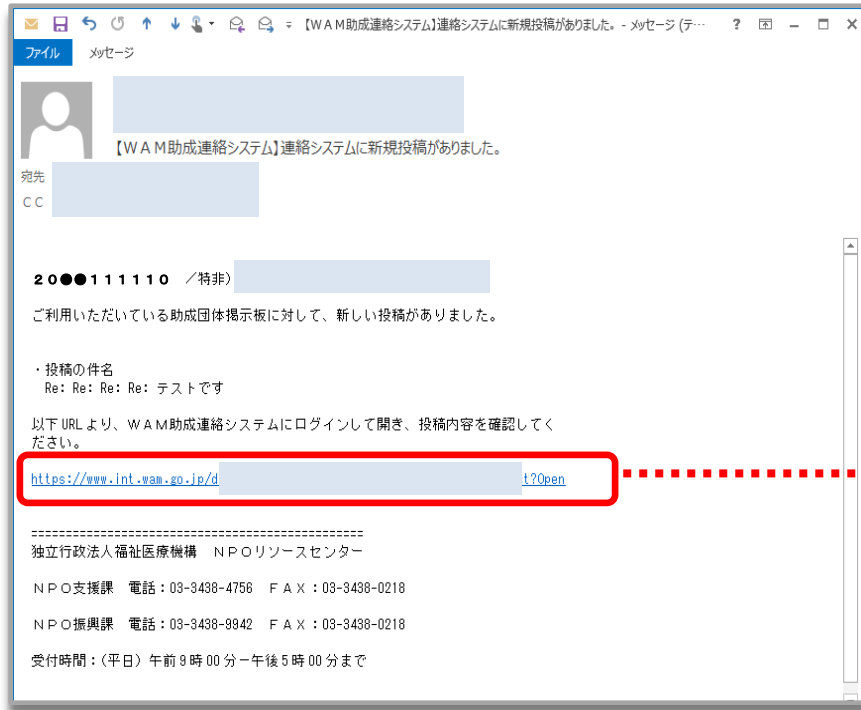 【ＷＡＭ助成連絡システム】連絡システムに新規投稿がありました。 - メッセージ (テ…
ファイル メッセージ
【ＷＡＭ助成連絡システム】連絡システムに新規投稿がありました。
宛先
ＣＣ
２０●●１１１１１０ ／特非）
ご利用いただいている助成団体掲示板に対して、新しい投稿がありました。
・投稿の件名
Re: Re: Re: Re: テストです
以下 URL より、ＷＡＭ助成連絡システムにログインして開き、投稿内容を確認してく
ださい。
https://www.int.wam.go.jp/d t?Open
================================================
独立行政法人福祉医療機構　ＮＰＯリソースセンター
ＮＰＯ支援課　電話：03-3438-4756　ＦＡＸ：03-3438-0218
ＮＰＯ振興課　電話：03-3438-9942　ＦＡＸ：03-3438-0218
受付時間：（平日）午前９時００分－午後５時００分まで